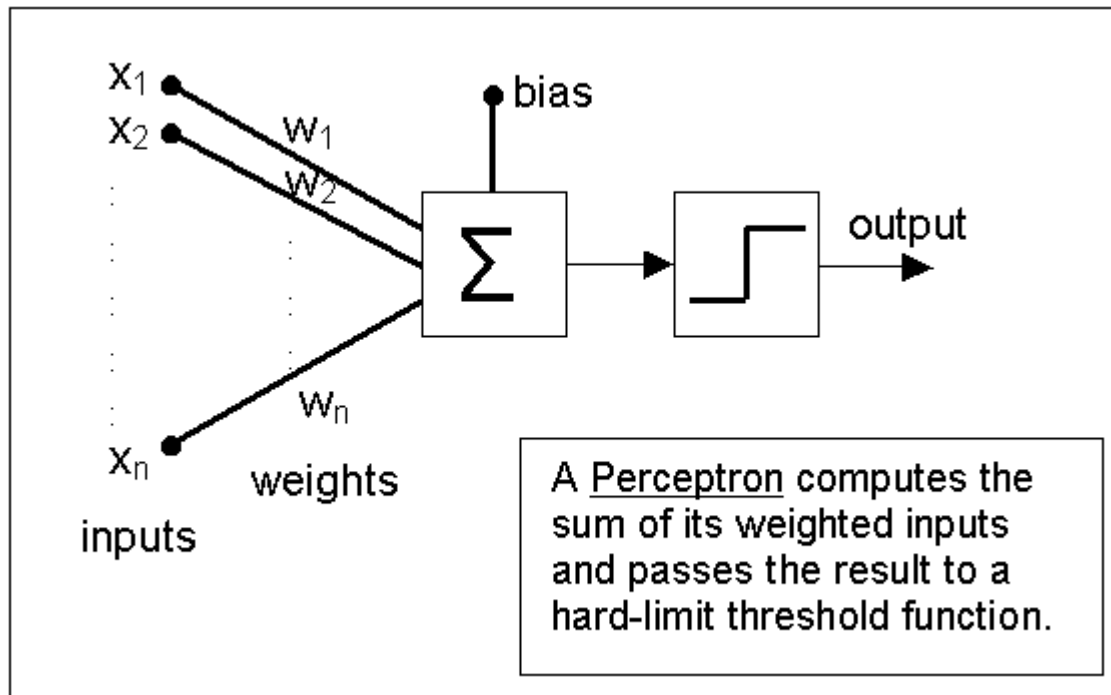 x₁
bias
x₂
w₁
w₂
Σ
output
wₙ
xₙ
weights
inputs
A Perceptron computes the
sum of its weighted inputs
and passes the result to a
hard-limit threshold function.